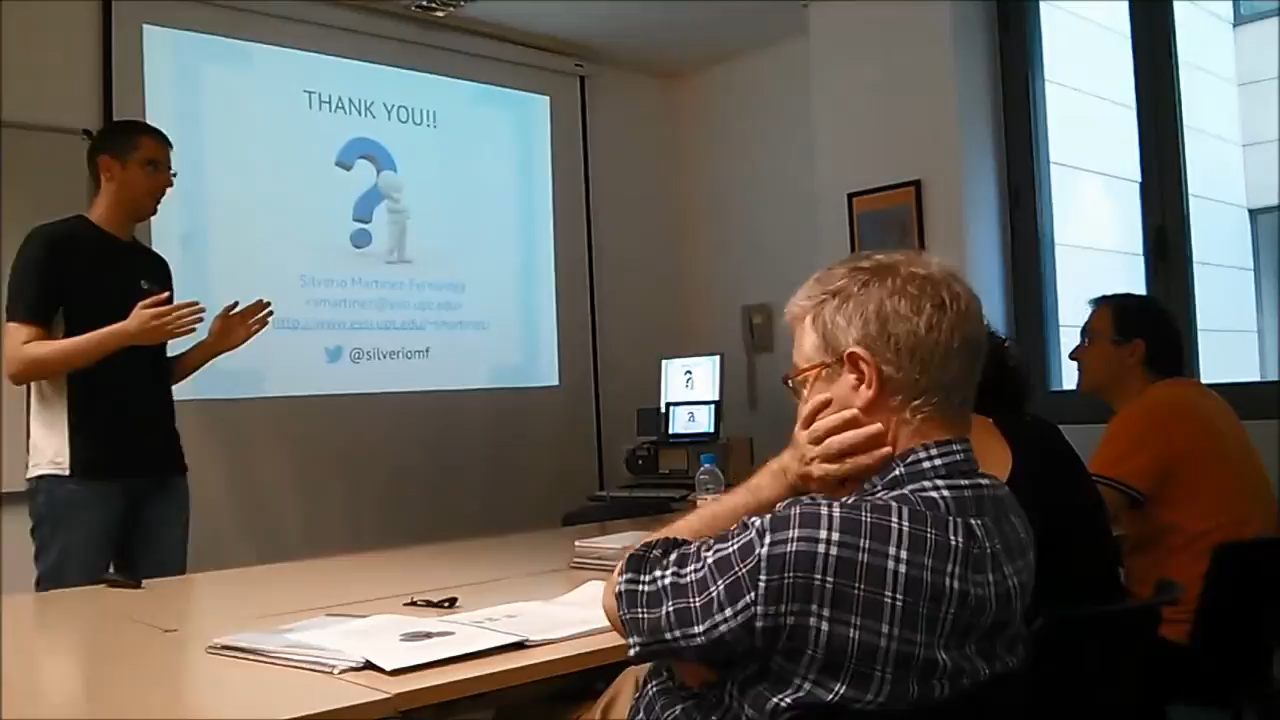 THANK YOU!!
Silverio Martínez-Fernández
<smartinez@essi.upc.edu>
http://www.essi.upc.edu/~smartinez/
@silveriomf